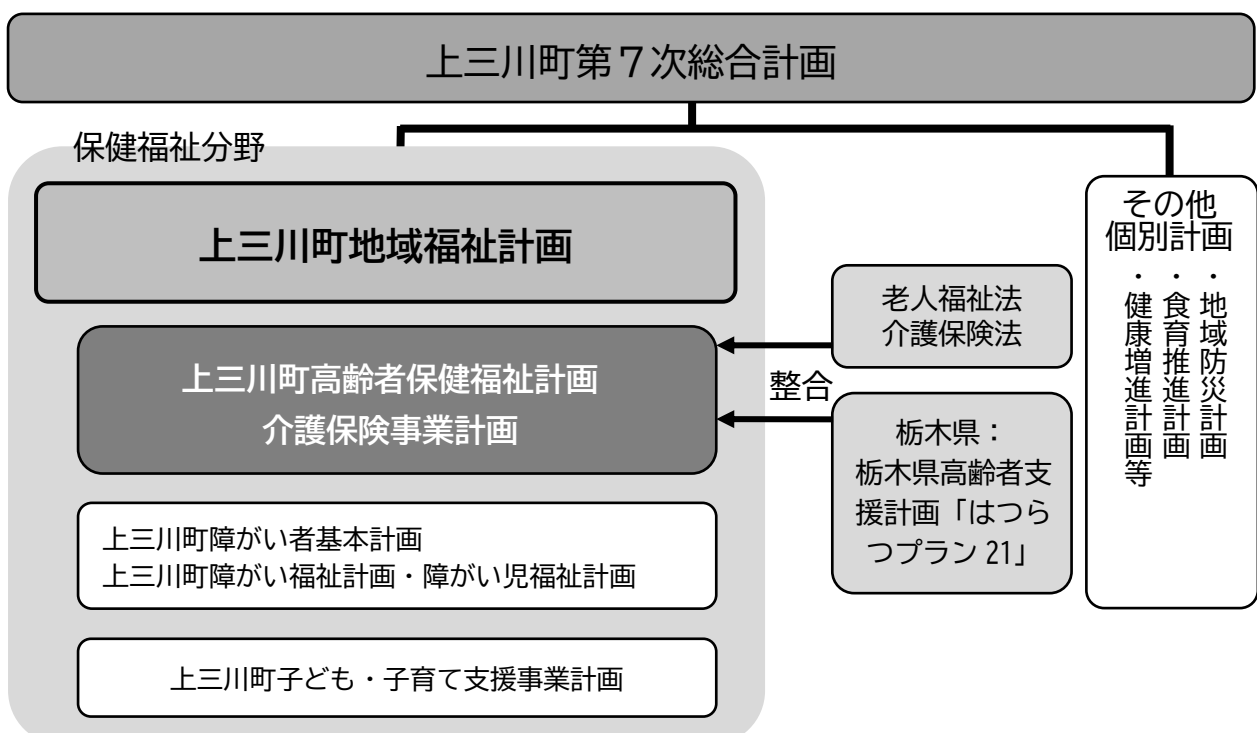 上三川町第７次総合計画
保健福祉分野
上三川町地域福祉計画
上三川町高齢者保健福祉計画
介護保険事業計画
上三川町障がい者基本計画
上三川町障がい福祉計画・障がい児福祉計画
上三川町子ども・子育て支援事業計画
老人福祉法
介護保険法
整合
栃木県：
栃木県高齢者支
援計画「はつら
つプラン 21」
その他
個別計画
・地域防災計画
・食育推進計画
・健康増進計画等